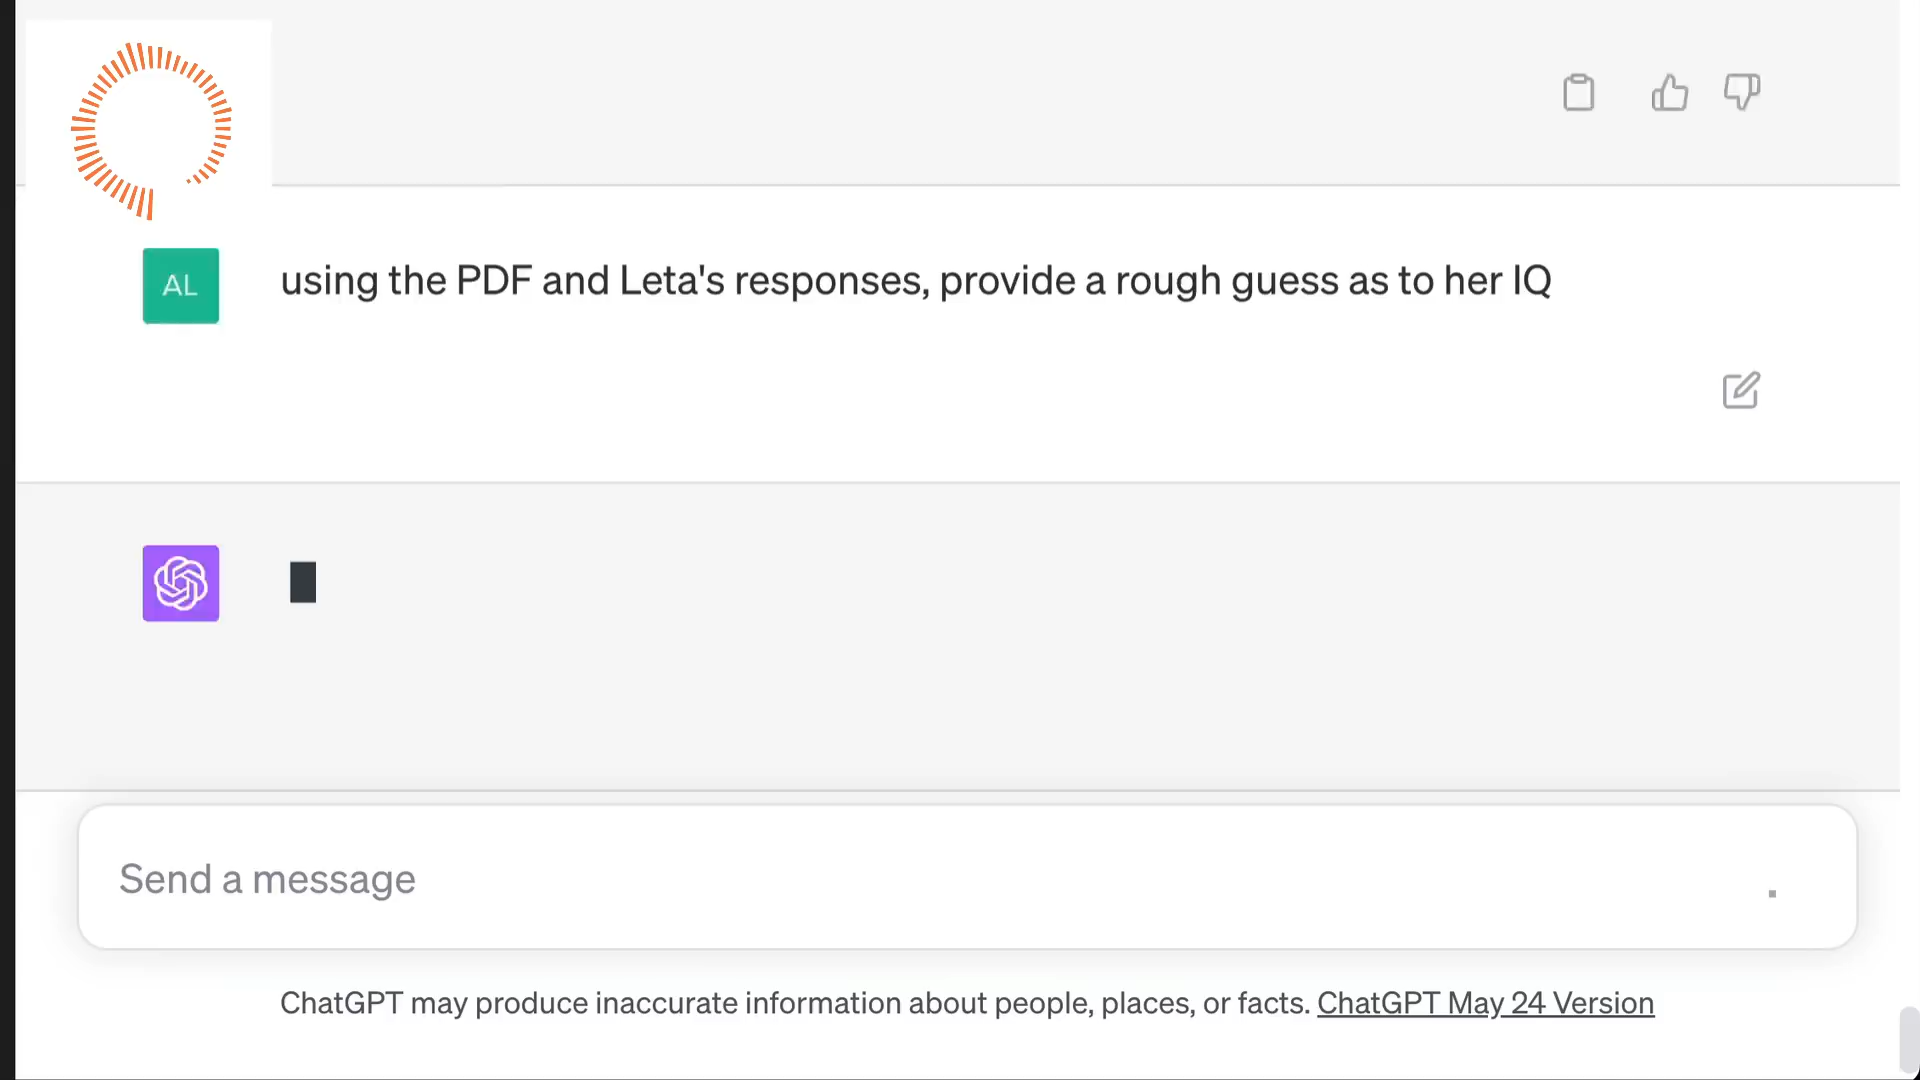 AL
using the PDF and Leta's responses, provide a rough guess as to her IQ
Send a message
ChatGPT may produce inaccurate information about people, places, or facts. ChatGPT May 24 Version